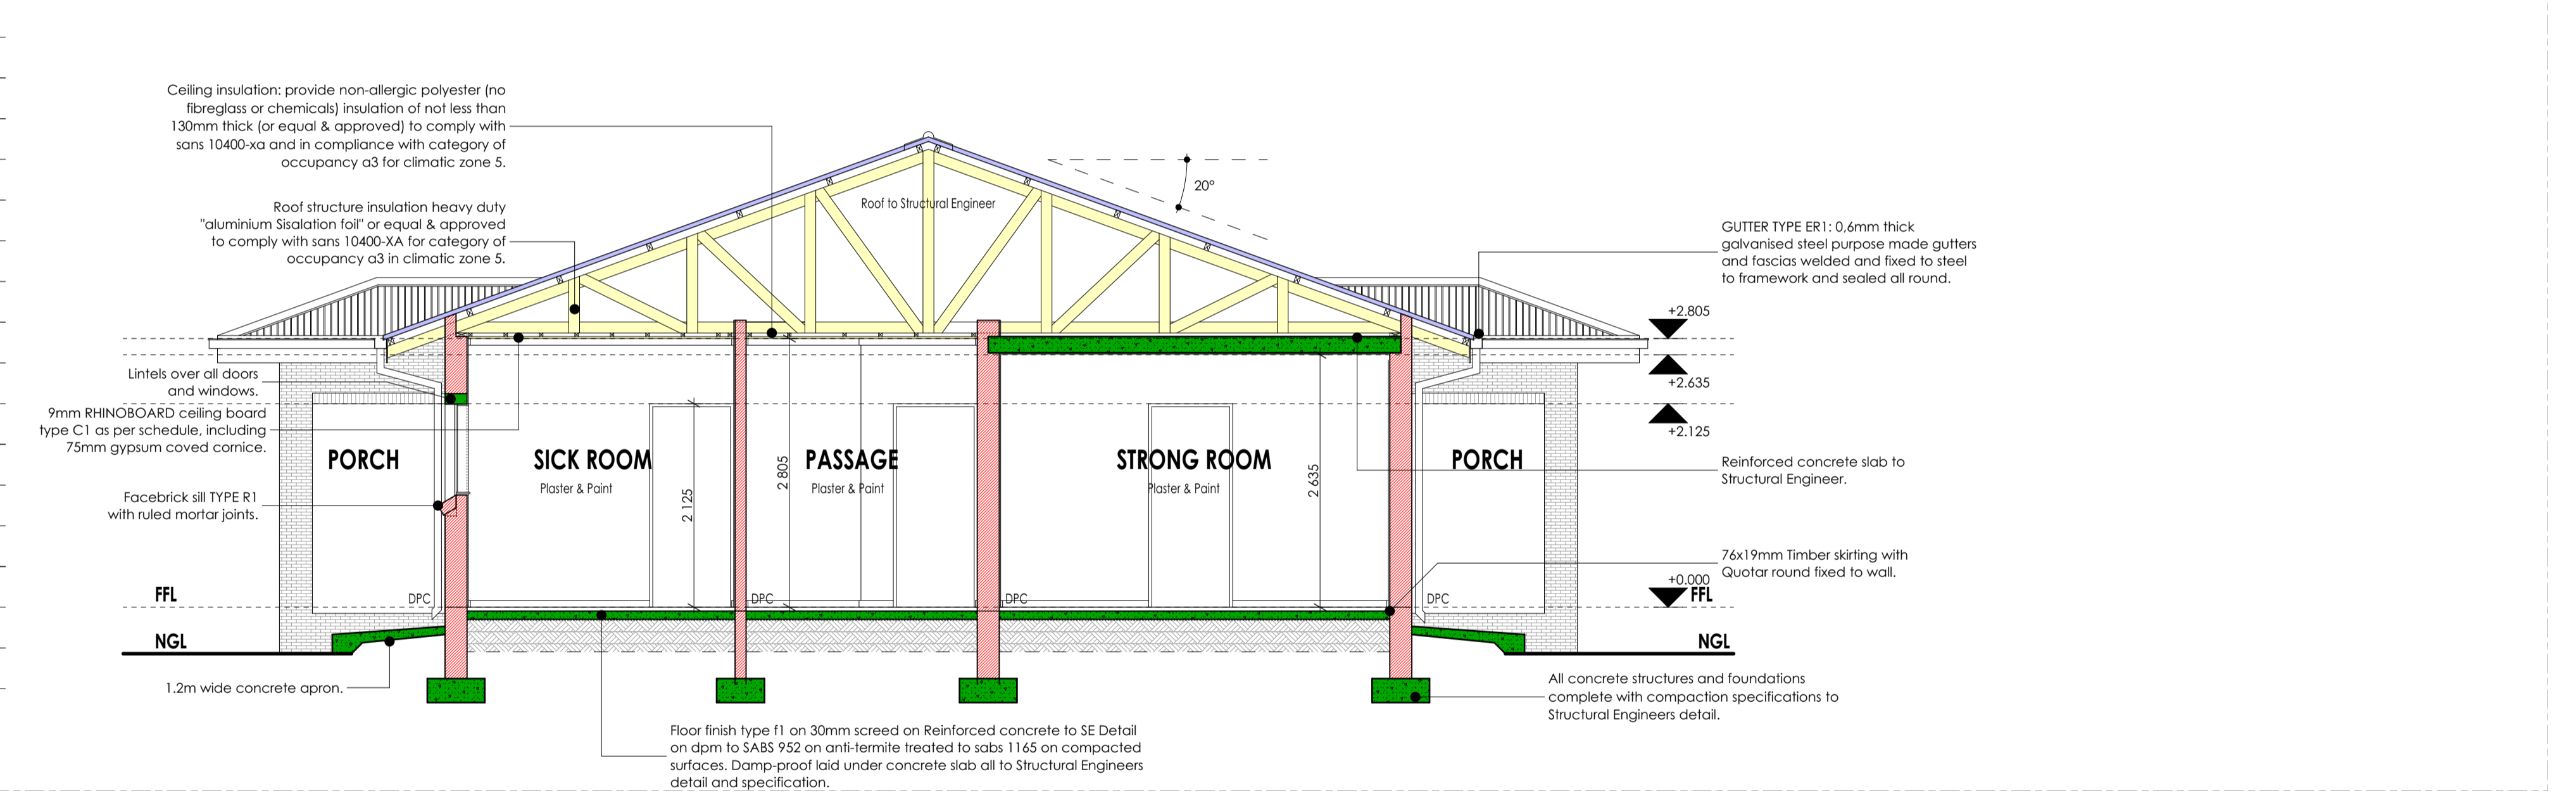 Ceiling insulation: provide non-allergic polyester (no
fibreglass or chemicals) insulation of not less than
130mm thick (or equal & approved) to comply with
sans 10400-xa and in compliance with category of
occupancy a3 for climatic zone 5.
Roof structure insulation heavy duty
"aluminium Sisalation foil" or equal & approved
to comply with sans 10400-XA for category of
occupancy a3 in climatic zone 5.
Lintels over all doors
and windows.
9mm RHINOBOARD ceiling board
type C1 as per schedule, including
75mm gypsum coved cornice.
Facebrick sill TYPE R1
with ruled mortar joints.
FFL
NGL
1.2m wide concrete apron.
Roof to Structural Engineer
20°
PORCH
SICK ROOM
Plaster & Paint
2 125
2 805
PASSAGE
Plaster & Paint
STRONG ROOM
Plaster & Paint
2 635
PORCH
DPC
DPC
DPC
DPC
Floor finish type f1 on 30mm screed on Reinforced concrete to SE Detail
on dpm to SABS 952 on anti-termite treated to sabs 1165 on compacted
surfaces. Damp-proof laid under concrete slab all to Structural Engineers
detail and specification.
GUTTER TYPE ER1: 0,6mm thick
galvanised steel purpose made gutters
and fascias welded and fixed to steel
to framework and sealed all round.
+2.805
+2.635
+2.125
Reinforced concrete slab to
Structural Engineer.
76x19mm Timber skirting with
Quotar round fixed to wall.
+0.000
FFL
NGL
All concrete structures and foundations
complete with compaction specifications to
Structural Engineers detail.